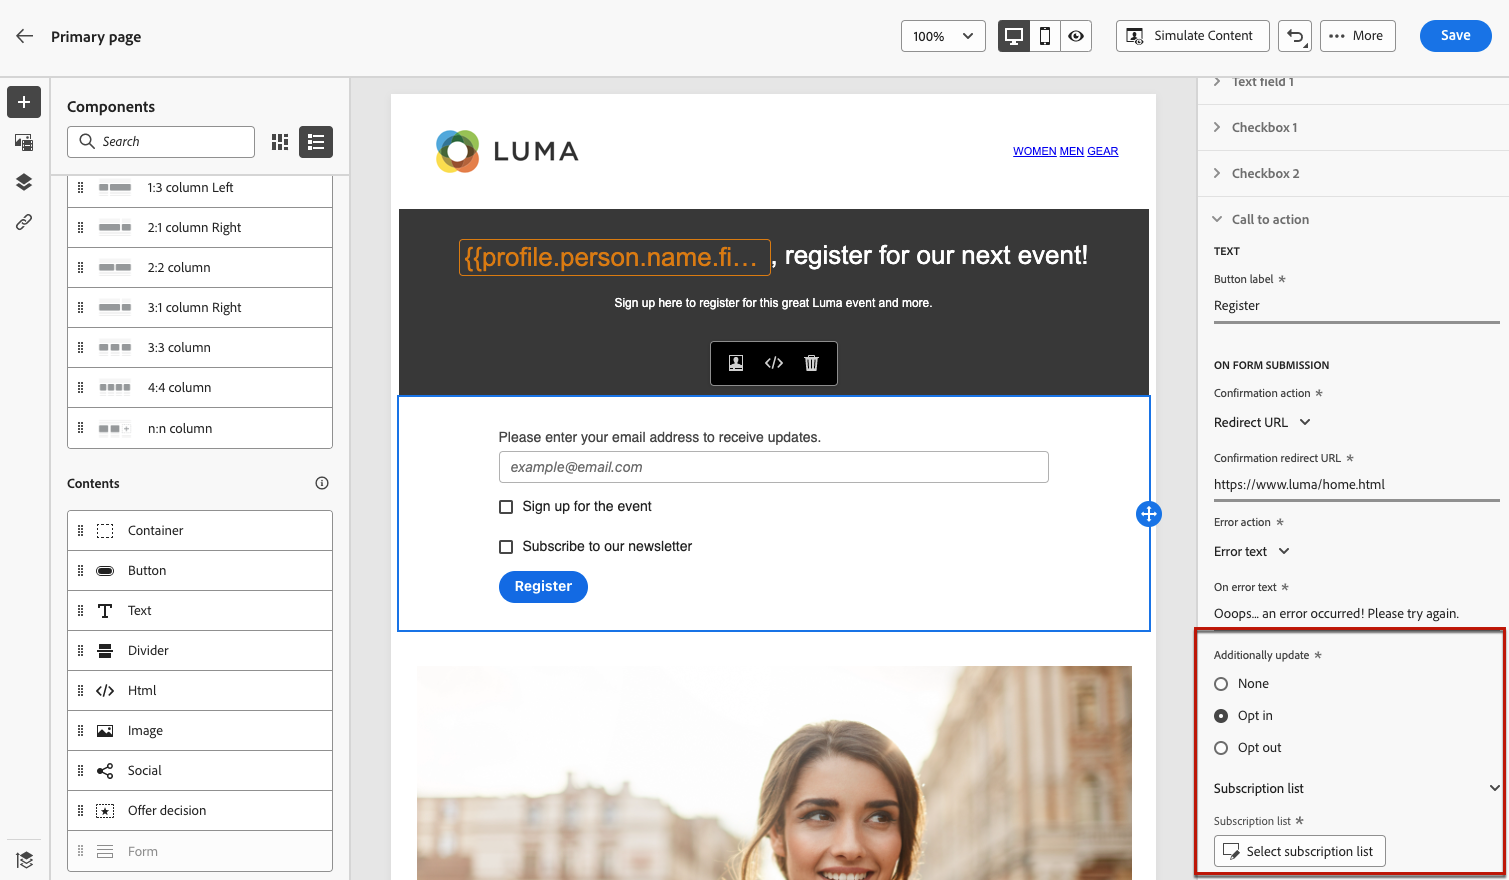 Primary page
100%
Simulate Content
More
Save
Components
Search
1:3 column Left
2:1 column Right
2:2 column
3:1 column Right
3:3 column
4:4 column
n:n column
Contents
Container
Button
Text
Divider
Html
Image
Social
Offer decision
Form
LUMA
WOMEN MEN GEAR
{{profile.person.name.fi... , register for our next event!
Sign up here to register for this great Luma event and more.
Please enter your email address to receive updates.
example@email.com
Sign up for the event
Subscribe to our newsletter
Register
Text field 1
Checkbox 1
Checkbox 2
Call to action
TEXT
Button label *
Register
ON FORM SUBMISSION
Confirmation action *
Redirect URL
Confirmation redirect URL *
https://www.luma/home.html
Error action *
Error text
On error text *
Ooops... an error occurred! Please try again.
Additionally update *
None
Opt in
Opt out
Subscription list
Subscription list *
Select subscription list